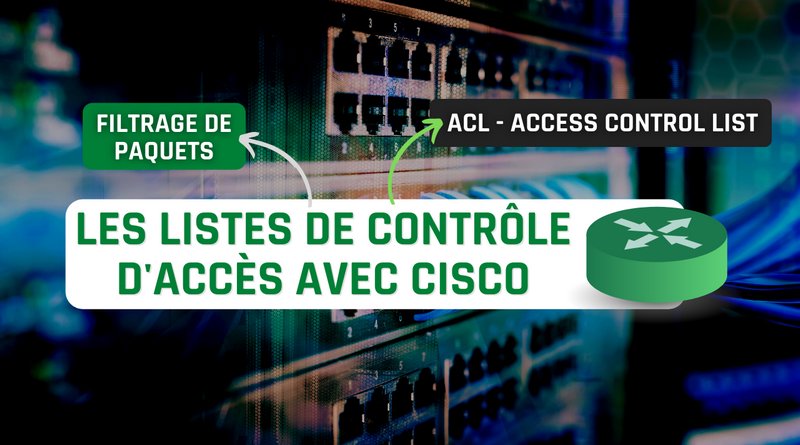 FILTRAGE DE
PAQUETS
ACL - ACCESS CONTROL LIST
LES LISTES DE CONTRÔLE
D'ACCÈS AVEC CISCO